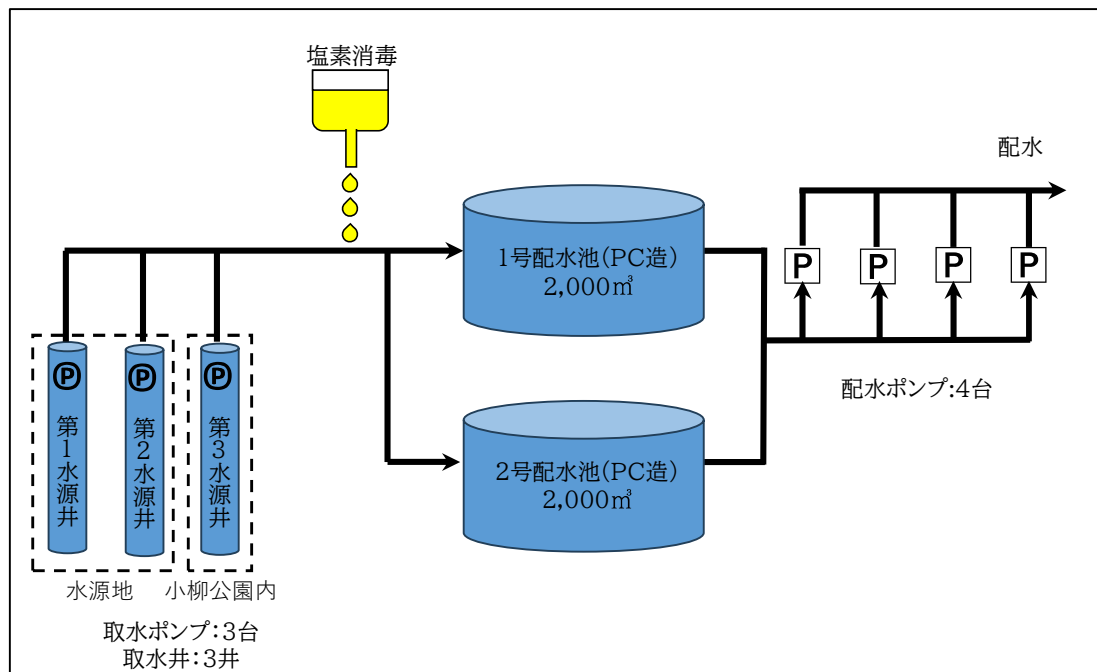 塩素消毒
配水
1号配水池(PC造)
2,000㎥
P
P
P
P
配水ポンプ:4台
2号配水池(PC造)
2,000㎥
P
第1水源井
P
第2水源井
P
第3水源井
水源地
小柳公園内
取水ポンプ:3台
取水井:3井